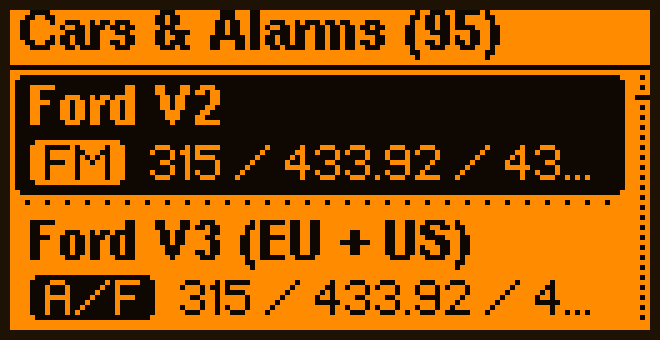 Cars & Alarms (95)
Ford V2
FM 315 / 433.92 / 43...
Ford V3 (EU + US)
A/F 315 / 433.92 / 4...